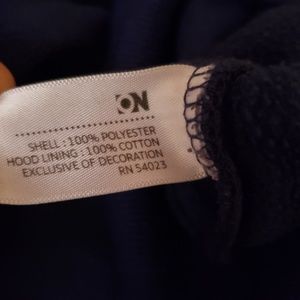 ON
SHELL : 100% POLYESTER
HOOD LINING : 100% COTTON
EXCLUSIVE OF DECORATION
RN 54023